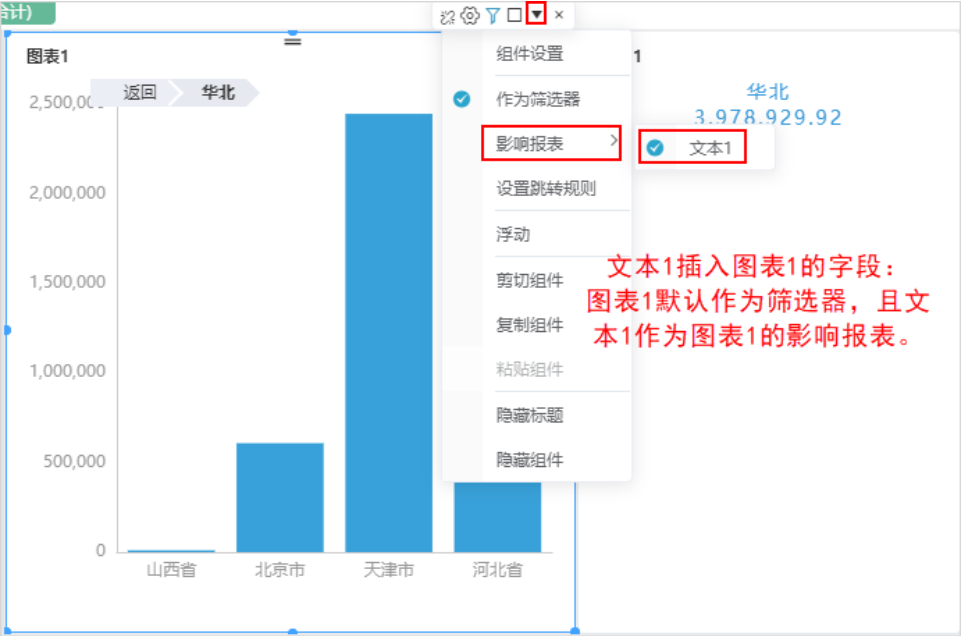 合计)
图表1
返回
华北
2,500,00
2,000,000
1,500,000
1,000,000
500,000
0
山西省
北京市
天津市
河北省
组件设置
作为筛选器
影响报表
设置跳转规则
浮动
剪切组件
复制组件
粘贴组件
隐藏标题
隐藏组件
文本1
1
华北
3,978,929.92
文本1插入图表1的字段：
图表1默认作为筛选器，且文
本1作为图表1的影响报表。